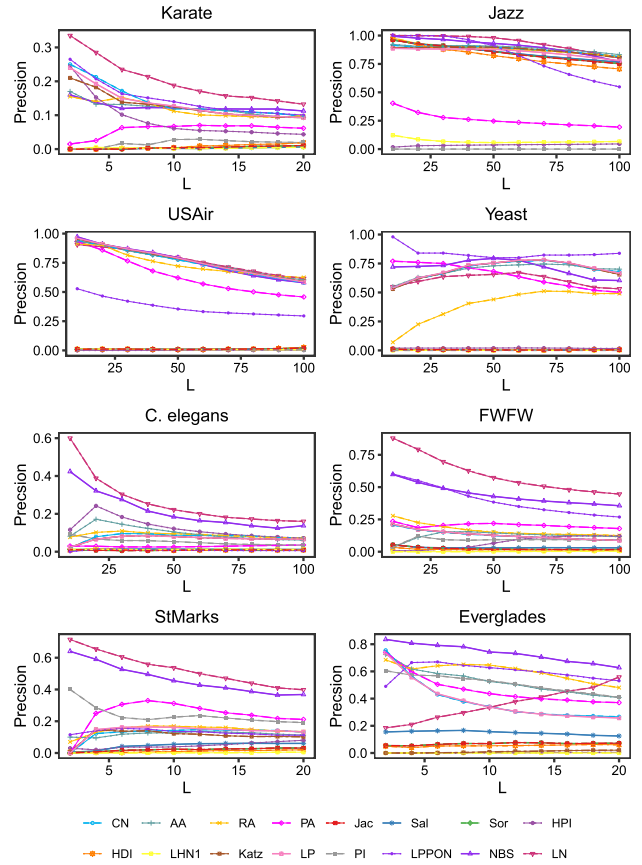 Karate
Jazz
Precsion
0.3
0.2
0.1
0.0
5
10
15
20
L
Precsion
1.00
0.75
0.50
0.25
0.00
25
50
75
100
L
USAir
Yeast
Precsion
1.00
0.75
0.50
0.25
0.00
25
50
75
100
L
Precsion
1.00
0.75
0.50
0.25
0.00
25
50
75
100
L
C. elegans
FWFW
Precsion
0.6
0.4
0.2
0.0
25
50
75
100
L
Precsion
0.75
0.50
0.25
0.00
25
50
75
100
L
StMarks
Everglades
Precsion
0.6
0.4
0.2
0.0
5
10
15
20
L
Precsion
0.8
0.6
0.4
0.2
0.0
5
10
15
20
L
CN AA RA PA Jac Sal Sor HPI
HDI LHN1 Katz LP PI LPPON NBS LN